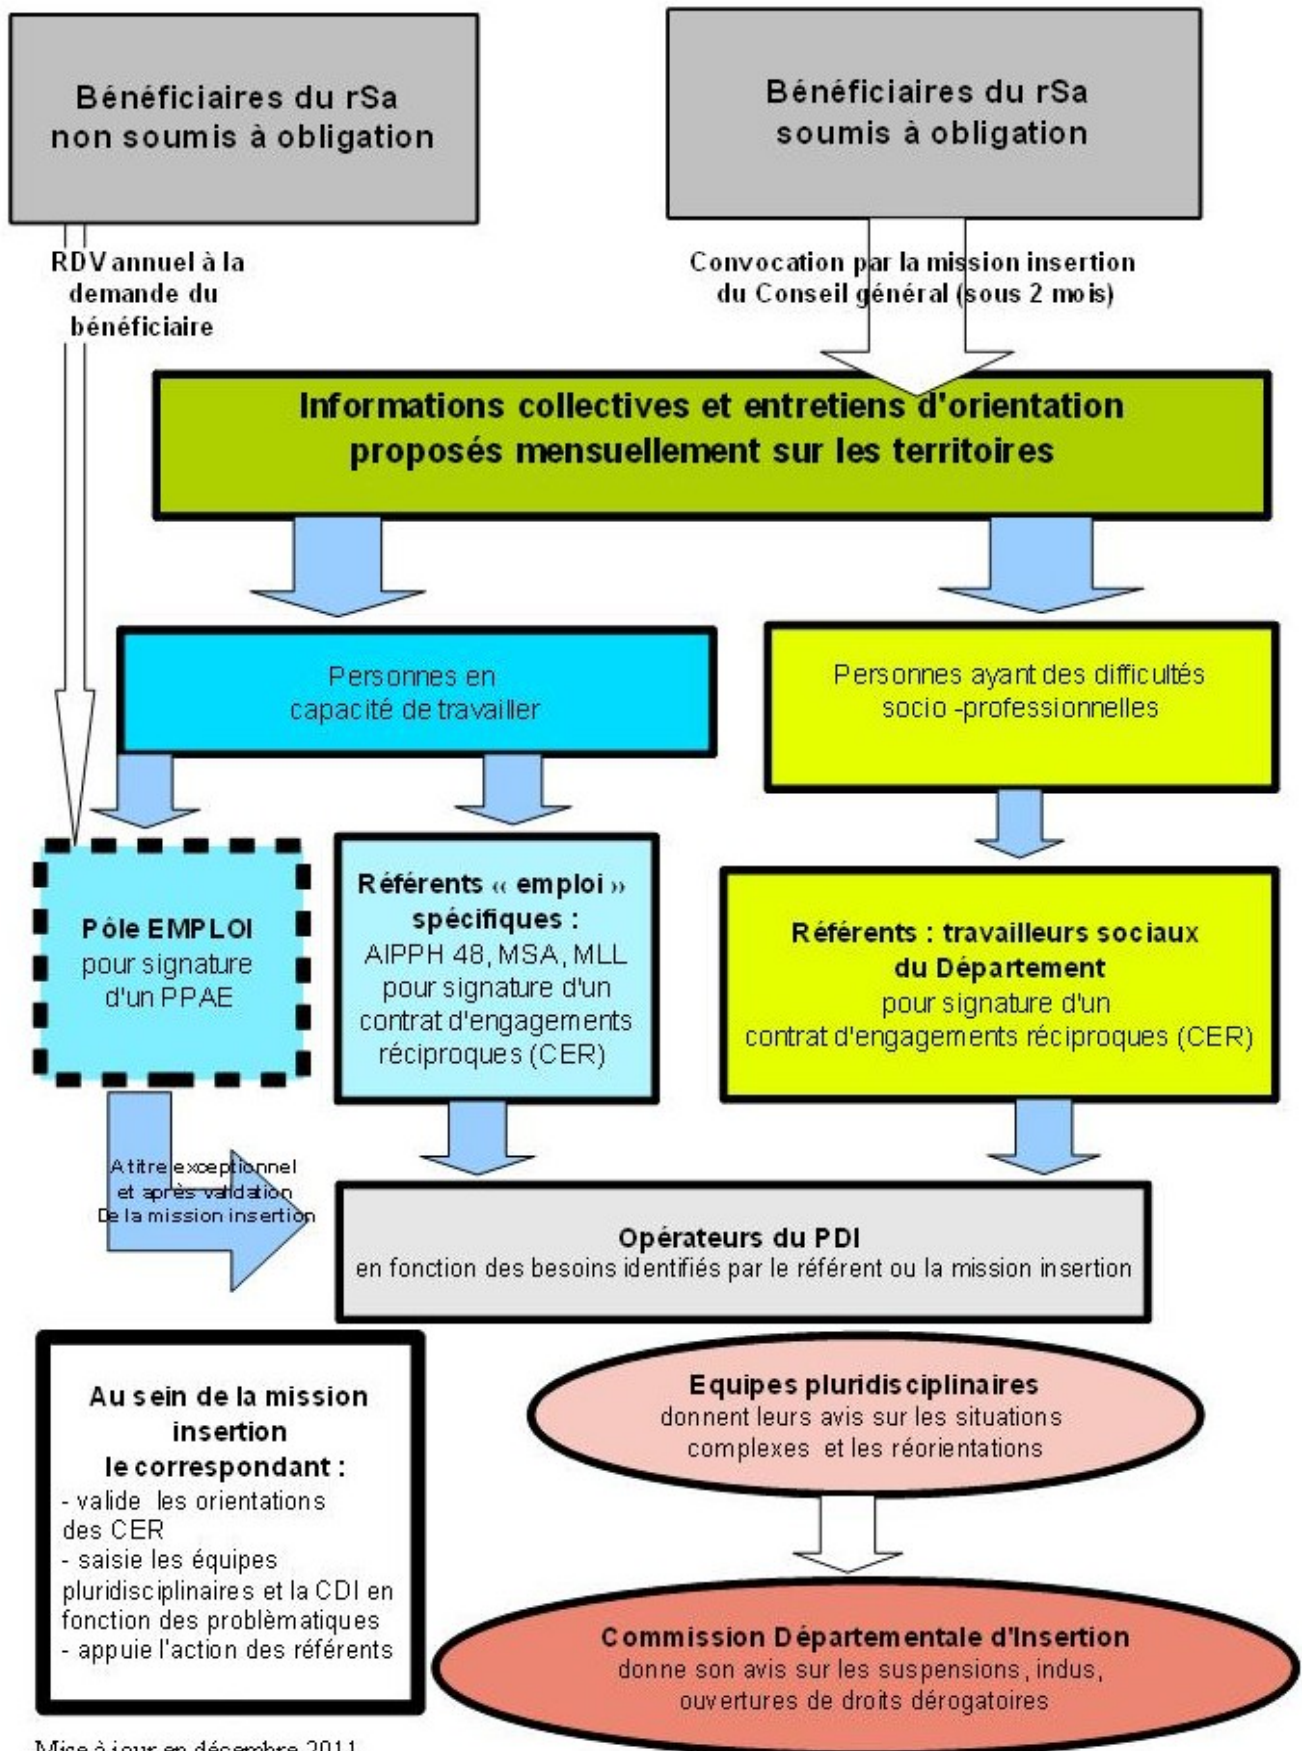 Bénéficiaires du rSa
non soumis à obligation
Bénéficiaires du rSa
soumis à obligation
RDV annuel à la
demande du
bénéficiaire
Convocation par la mission insertion
du Conseil général (sous 2 mois)
Informations collectives et entretiens d'orientation
proposés mensuellement sur les territoires
Personnes en
capacité de travailler
Personnes ayant des difficultés
socio -professionnelles
Pôle EMPLOI
pour signature
d'un PPAE
Référents « emploi »
spécifiques :
AIPPH 48, MSA, MLL
pour signature d'un
contrat d'engagements
réciproques (CER)
Référents : travailleurs sociaux
du Département
pour signature d'un
contrat d'engagements réciproques (CER)
A titre exceptionnel
et après validation
De la mission insertion
Opérateurs du PDI
en fonction des besoins identifiés par le référent ou la mission insertion
Au sein de la mission
insertion
le correspondant :
- valide les orientations
des CER
- saisie les équipes
pluridisciplinaires et la CDI en
fonction des problèmatiques
- appuie l'action des référents
Equipes pluridisciplinaires
donnent leurs avis sur les situations
complexes et les réorientations
Commission Départementale d'Insertion
donne son avis sur les suspensions, indus,
ouvertures de droits dérogatoires
Mise à jour en décembre 2011